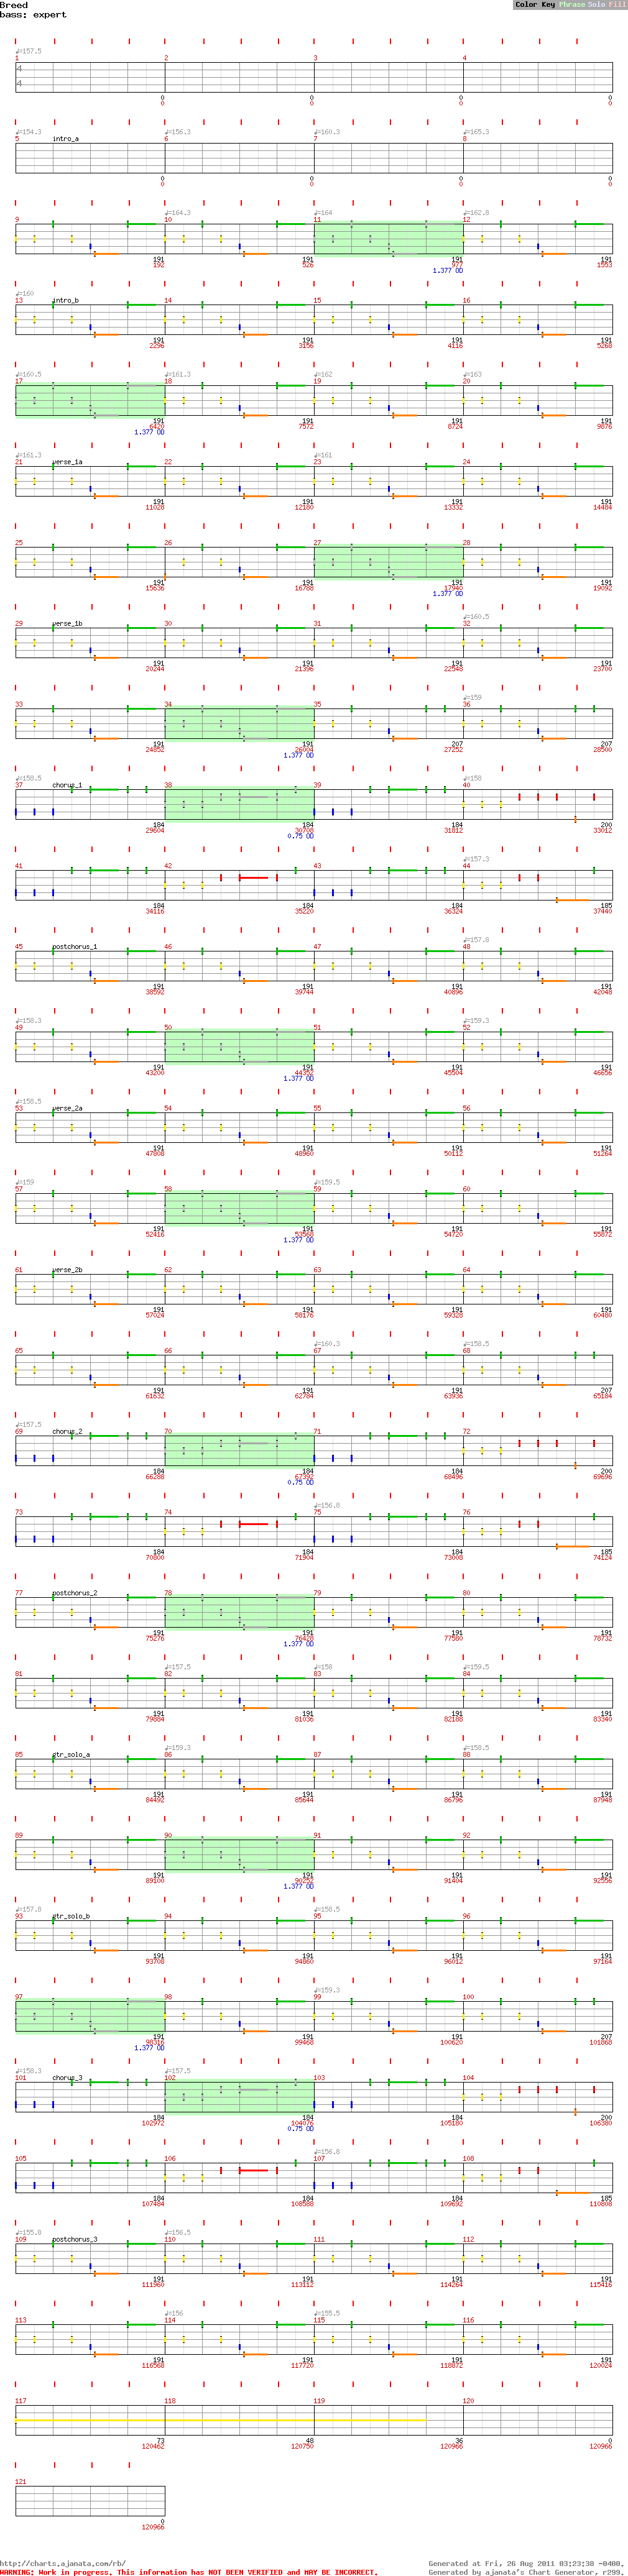 Breed
Color Key Phrase Solo Fill
bass: expert
♩=157.5
1 2 3 4
4
4
0 0 0 0
0 0 0 0
♩=154.3 ♩=156.3 ♩=160.3 ♩=165.3
5 intro_a 6 7 8
0 0 0 0
0 0 0 0
♩=164.3 ♩=164 ♩=162.8
9 10 11 12
191 191 191 191
192 526 977 1553
1.377 OD
♩=160
13 intro_b 14 15 16
191 191 191 191
2296 3156 4116 5268
♩=160.5 ♩=161.3 ♩=162 ♩=163
17 18 19 20
191 191 191 191
6420 7572 8724 9876
1.377 OD
♩=161.3 ♩=161
21 verse_1a 22 23 24
191 191 191 191
11028 12180 13332 14484
25 26 27 28
191 191 191 191
15636 16788 17940 19092
1.377 OD
♩=160.5
29 verse_1b 30 31 32
191 191 191 191
20244 21396 22548 23700
♩=159
33 34 35 36
191 191 207 207
24852 26004 27252 28500
1.377 OD
♩=158.5 ♩=158
37 chorus_1 38 39 40
184 184 184 200
29604 30708 31812 33012
0.75 OD
♩=157.3
41 42 43 44
184 184 184 185
34116 35220 36324 37440
♩=157.8
45 postchorus_1 46 47 48
191 191 191 191
38592 39744 40896 42048
♩=158.3 ♩=159.3
49 50 51 52
191 191 191 191
43200 44352 45504 46656
1.377 OD
♩=158.5
53 verse_2a 54 55 56
191 191 191 191
47808 48960 50112 51264
♩=159 ♩=159.5
57 58 59 60
191 191 191 191
52416 53568 54720 55872
1.377 OD
61 verse_2b 62 63 64
191 191 191 191
57024 58176 59328 60480
♩=160.3 ♩=158.5
65 66 67 68
191 191 191 207
61632 62784 63936 65184
♩=157.5
69 chorus_2 70 71 72
184 184 184 200
66288 67392 68496 69696
0.75 OD
♩=156.8
73 74 75 76
184 184 184 185
70800 71904 73008 74124
77 postchorus_2 78 79 80
191 191 191 191
75276 76428 77580 78732
1.377 OD
♩=157.5 ♩=158 ♩=159.5
81 82 83 84
191 191 191 191
79884 81036 82188 83340
♩=159.3 ♩=158.5
85 gtr_solo_a 86 87 88
191 191 191 191
84492 85644 86796 87948
89 90 91 92
191 191 191 191
89100 90252 91404 92556
1.377 OD
♩=157.8 ♩=158.5
93 gtr_solo_b 94 95 96
191 191 191 191
93708 94860 96012 97164
♩=159.3
97 98 99 100
191 191 191 207
98316 99468 100620 101868
1.377 OD
♩=158.3 ♩=157.5
101 chorus_3 102 103 104
184 184 184 200
102972 104076 105180 106380
0.75 OD
♩=156.8
105 106 107 108
184 184 184 185
107484 108588 109692 110808
♩=155.8 ♩=156.5
109 postchorus_3 110 111 112
191 191 191 191
111960 113112 114264 115416
♩=156 ♩=155.5
113 114 115 116
191 191 191 191
116568 117720 118872 120024
117 118 119 120
73 48 36 0
120462 120750 120966 120966
121
0
120966
http://charts.ajanata.com/rb/
Generated at Fri, 26 Aug 2011 03:23:38 -0400.
WARNING: Work in progress. This information has NOT BEEN VERIFIED and MAY BE INCORRECT.
Generated by ajanata's Chart Generator, r299.